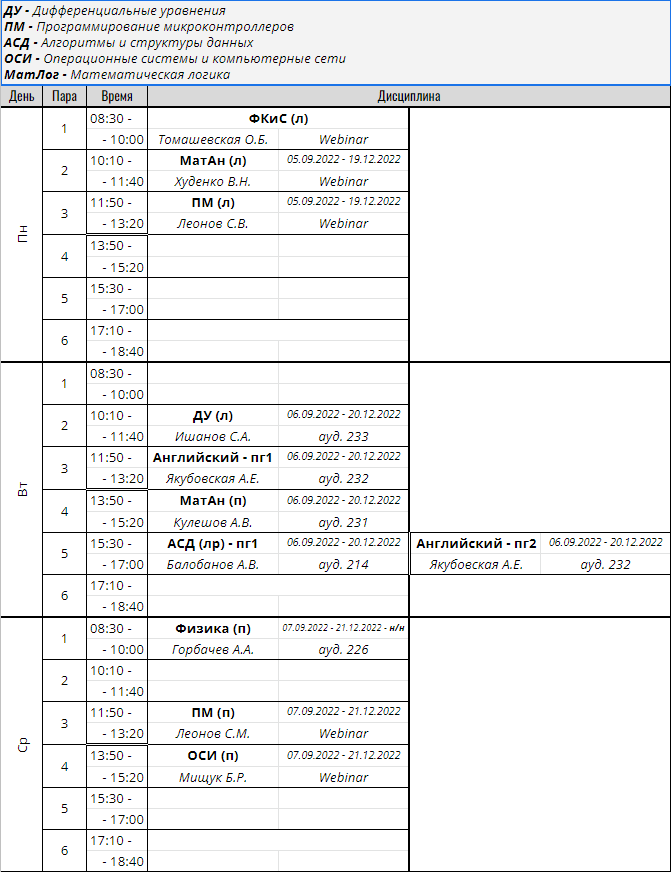 ДУ - Дифференциальные уравнения
ПМ - Программирование микроконтроллеров
АСД - Алгоритмы и структуры данных
ОСИ - Операционные системы и компьютерные сети
МатЛог - Математическая логика
День Пара Время Дисциплина
Пн
1 08:30 - ФКиС (л)
- 10:00 Томашевская О.Б. Webinar
2 10:10 - МатАн (л) 05.09.2022 - 19.12.2022
- 11:40 Худенко В.Н. Webinar
3 11:50 - ПМ (л) 05.09.2022 - 19.12.2022
- 13:20 Леонов С.В. Webinar
4 13:50 -
- 15:20
5 15:30 -
- 17:00
6 17:10 -
- 18:40
Вт
1 08:30 -
- 10:00
2 10:10 - ДУ (л) 06.09.2022 - 20.12.2022
- 11:40 Ишанов С.А. ауд. 233
3 11:50 - Английский - пг1 06.09.2022 - 20.12.2022
- 13:20 Якубовская А.Е. ауд. 232
4 13:50 - МатАн (п) 06.09.2022 - 20.12.2022
- 15:20 Кулешов А.В. ауд. 231
5 15:30 - АСД (лр) - пг1 06.09.2022 - 20.12.2022 Английский - пг2 06.09.2022 - 20.12.2022
- 17:00 Балобанов А.В. ауд. 214 Якубовская А.Е. ауд. 232
6 17:10 -
- 18:40
Ср
1 08:30 - Физика (п) 07.09.2022 - 21.12.2022 - н/н
- 10:00 Горбачев А.А. ауд. 226
2 10:10 -
- 11:40
3 11:50 - ПМ (п) 07.09.2022 - 21.12.2022
- 13:20 Леонов С.М. Webinar
4 13:50 - ОСИ (п) 07.09.2022 - 21.12.2022
- 15:20 Мищук Б.Р. Webinar
5 15:30 -
- 17:00
6 17:10 -
- 18:40